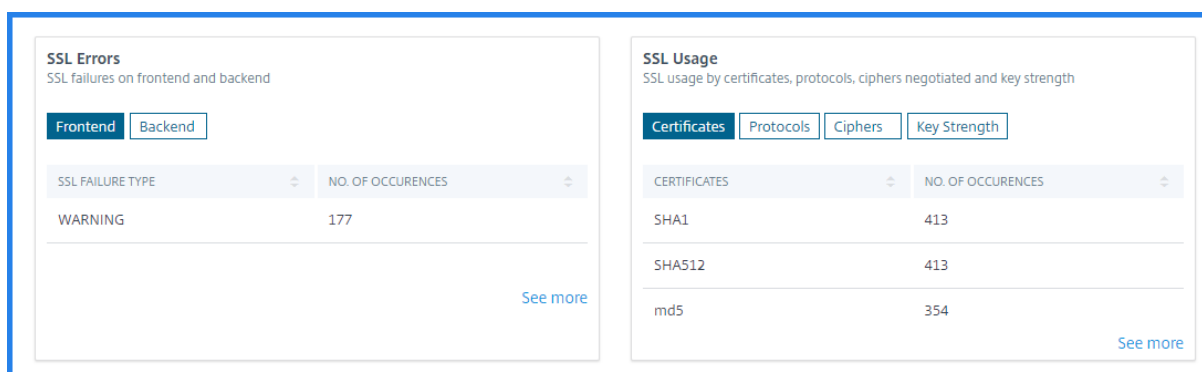 SSL Errors
SSL failures on frontend and backend
Frontend Backend
SSL FAILURE TYPE NO. OF OCCURENCES
WARNING 177
See more
SSL Usage
SSL usage by certificates, protocols, ciphers negotiated and key strength
Certificates Protocols Ciphers Key Strength
CERTIFICATES NO. OF OCCURENCES
SHA1 413
SHA512 413
md5 354
See more